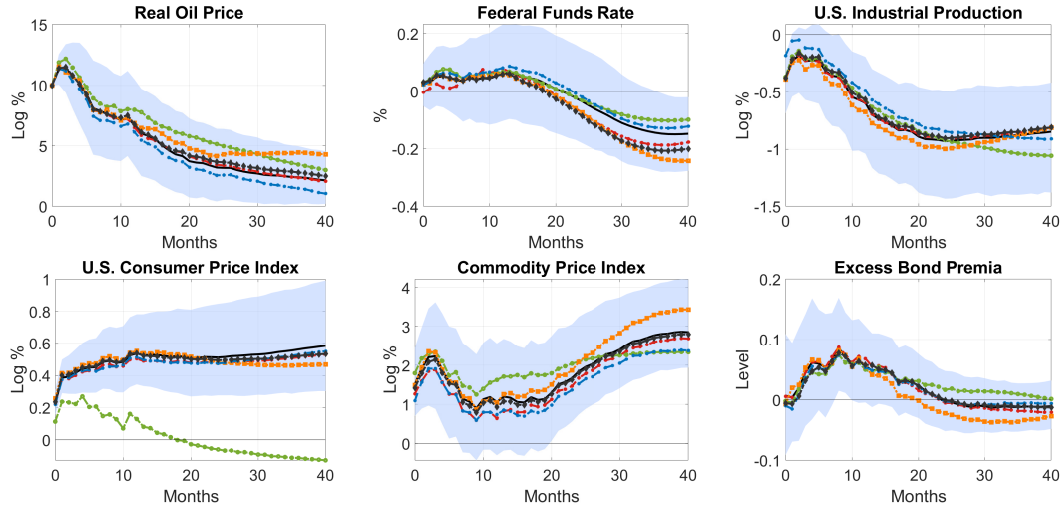 Real Oil Price
15
10
5
0
Log %
0 10 20 30 40
Months
Federal Funds Rate
0.2
0
-0.2
-0.4
%
0 10 20 30 40
Months
U.S. Industrial Production
0
-0.5
-1
-1.5
Log %
0 10 20 30 40
Months
U.S. Consumer Price Index
1
0.8
0.6
0.4
0.2
0
Log %
0 10 20 30 40
Months
Commodity Price Index
4
3
2
1
0
Log %
0 10 20 30 40
Months
Excess Bond Premia
0.2
0.1
0
-0.1
Level
0 10 20 30 40
Months